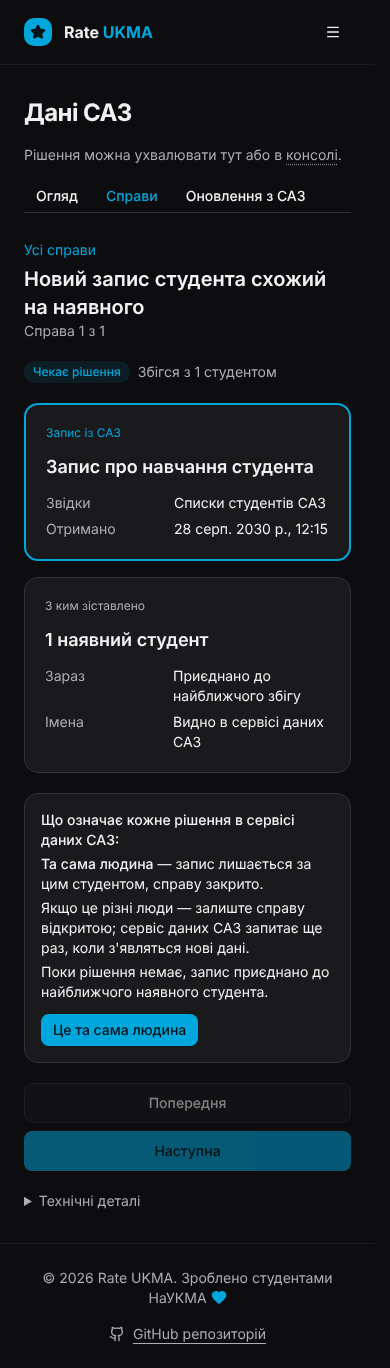 Rate UKMA
Дані САЗ
Рішення можна ухвалювати тут або в консолі.
Огляд Справи Оновлення з САЗ
Усі справи
Новий запис студента схожий
на наявного
Справа 1 з 1
Чекає рішення Збігся з 1 студентом
Запис із САЗ
Запис про навчання студента
Звідки Списки студентів САЗ
Отримано 28 серп. 2030 р., 12:15
З ким зіставлено
1 наявний студент
Зараз Приєднано до
найближчого збігу
Імена Видно в сервісі даних
САЗ
Що означає кожне рішення в сервісі
даних САЗ:
Та сама людина — запис лишається за
цим студентом, справу закрито.
Якщо це різні люди — залиште справу
відкритою; сервіс даних САЗ запитає ще
раз, коли з'являться нові дані.
Поки рішення немає, запис приєднано до
найближчого наявного студента.
Це та сама людина
Попередня
Наступна
Технічні деталі
© 2026 Rate UKMA. Зроблено студентами
НаУКМА
GitHub репозиторій